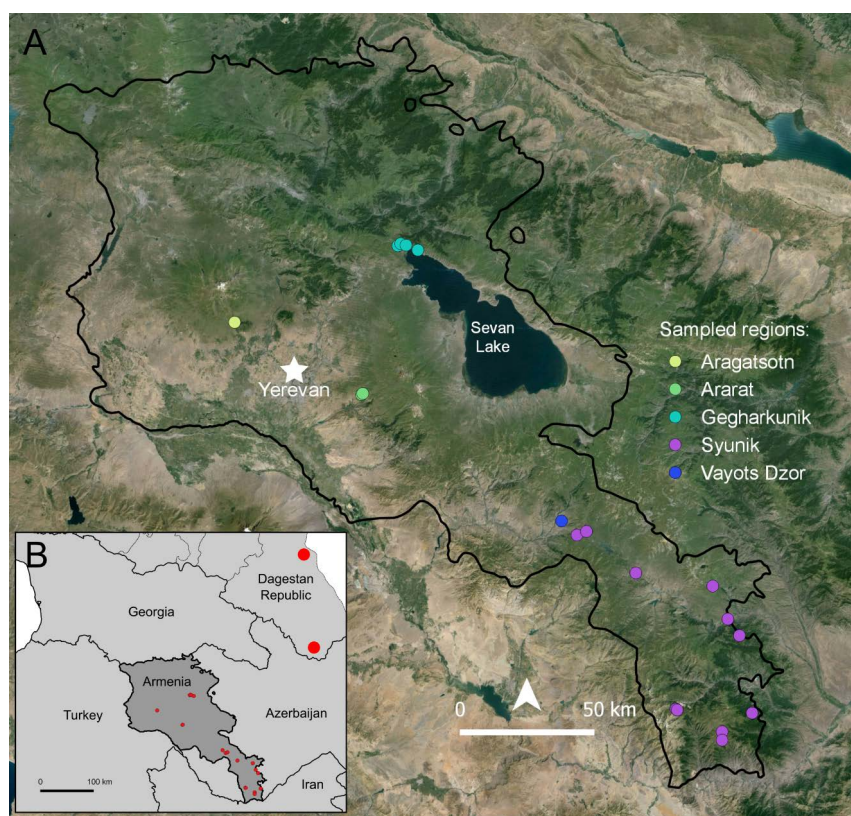 A
Sevan
Lake
Yerevan
Sampled regions:
Aragatsotn
Ararat
Gegharkunik
Syunik
Vayots Dzor
0 50 km
B
Dagestan
Republic
Georgia
Armenia
Turkey
Azerbaijan
Iran
0 100 km